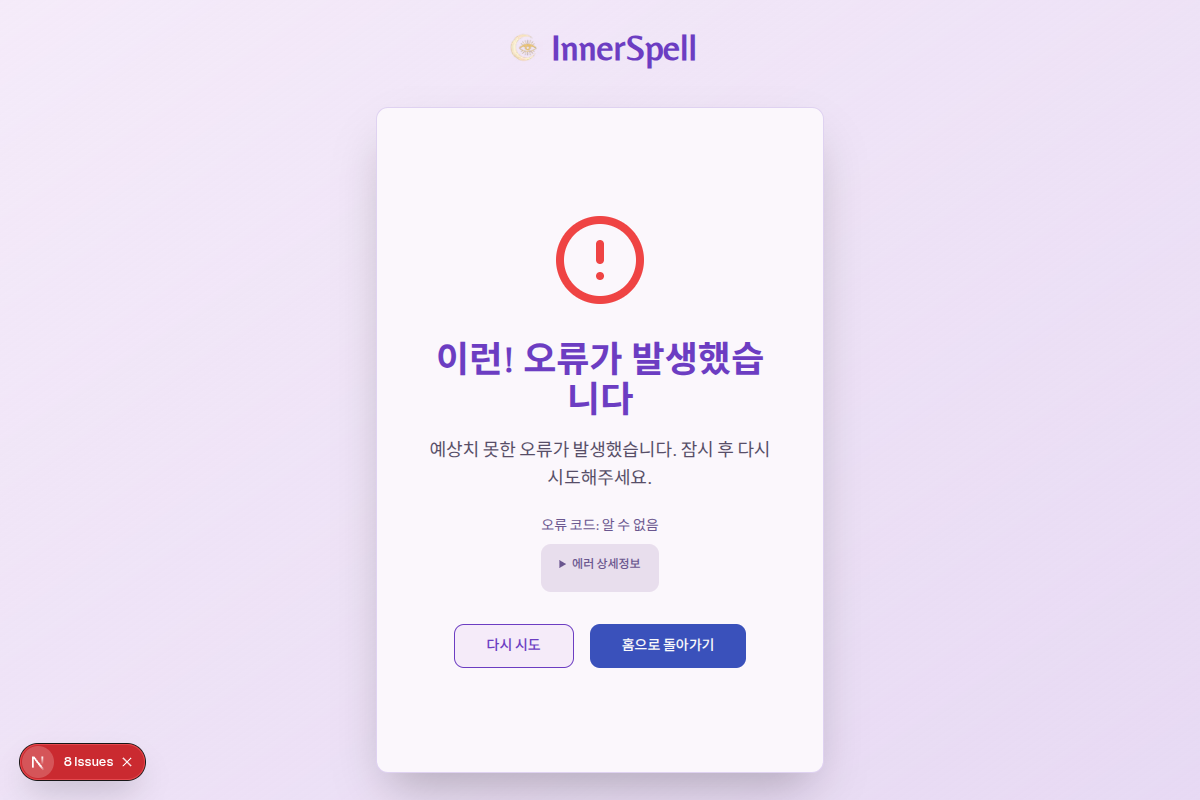 InnerSpell
이런! 오류가 발생했습
니다
예상치 못한 오류가 발생했습니다. 잠시 후 다시
시도해주세요.
오류 코드: 알 수 없음
▶ 에러 상세정보
다시 시도
홈으로 돌아가기
N 8 Issues